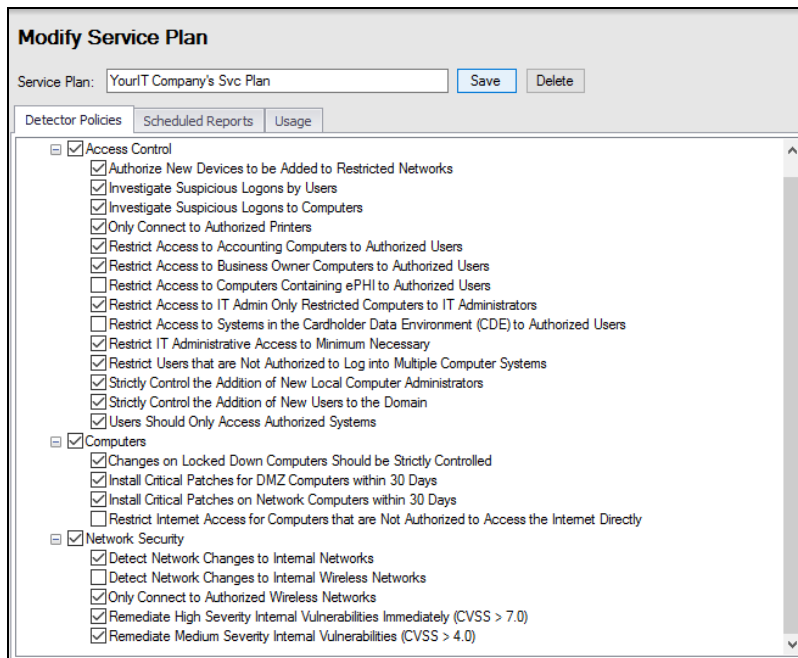 Modify Service Plan
Service Plan: YourIT Company's Svc Plan Save Delete
Detector Policies Scheduled Reports Usage
Access Control
Authorize New Devices to be Added to Restricted Networks
Investigate Suspicious Logons by Users
Investigate Suspicious Logons to Computers
Only Connect to Authorized Printers
Restrict Access to Accounting Computers to Authorized Users
Restrict Access to Business Owner Computers to Authorized Users
Restrict Access to Computers Containing ePHI to Authorized Users
Restrict Access to IT Admin Only Restricted Computers to IT Administrators
Restrict Access to Systems in the Cardholder Data Environment (CDE) to Authorized Users
Restrict IT Administrative Access to Minimum Necessary
Restrict Users that are Not Authorized to Log into Multiple Computer Systems
Strictly Control the Addition of New Local Computer Administrators
Strictly Control the Addition of New Users to the Domain
Users Should Only Access Authorized Systems
Computers
Changes on Locked Down Computers Should be Strictly Controlled
Install Critical Patches for DMZ Computers within 30 Days
Install Critical Patches on Network Computers within 30 Days
Restrict Internet Access for Computers that are Not Authorized to Access the Internet Directly
Network Security
Detect Network Changes to Internal Networks
Detect Network Changes to Internal Wireless Networks
Only Connect to Authorized Wireless Networks
Remediate High Severity Internal Vulnerabilities Immediately (CVSS > 7.0)
Remediate Medium Severity Internal Vulnerabilities (CVSS > 4.0)